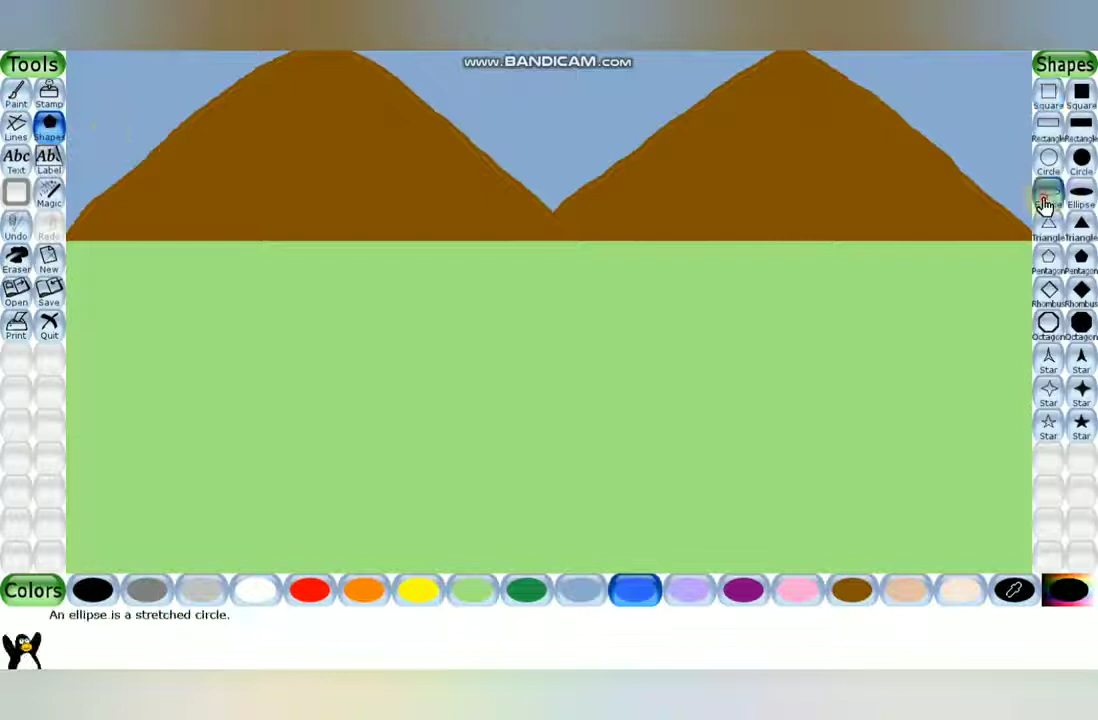 Tools
www.BANDICAM.com
Shapes
Paint Stamp
Lines Shapes
Abc Abc
Text Label
Magic
Undo Redo
Eraser New
Open Save
Print Quit
Square Square
Rectangle Rectangle
Circle Circle
Ellipse
Triangle Triangle
Pentagon Pentagon
Rhombus Rhombus
Octagon Octagon
Star Star
Star Star
Star Star
Colors
An ellipse is a stretched circle.